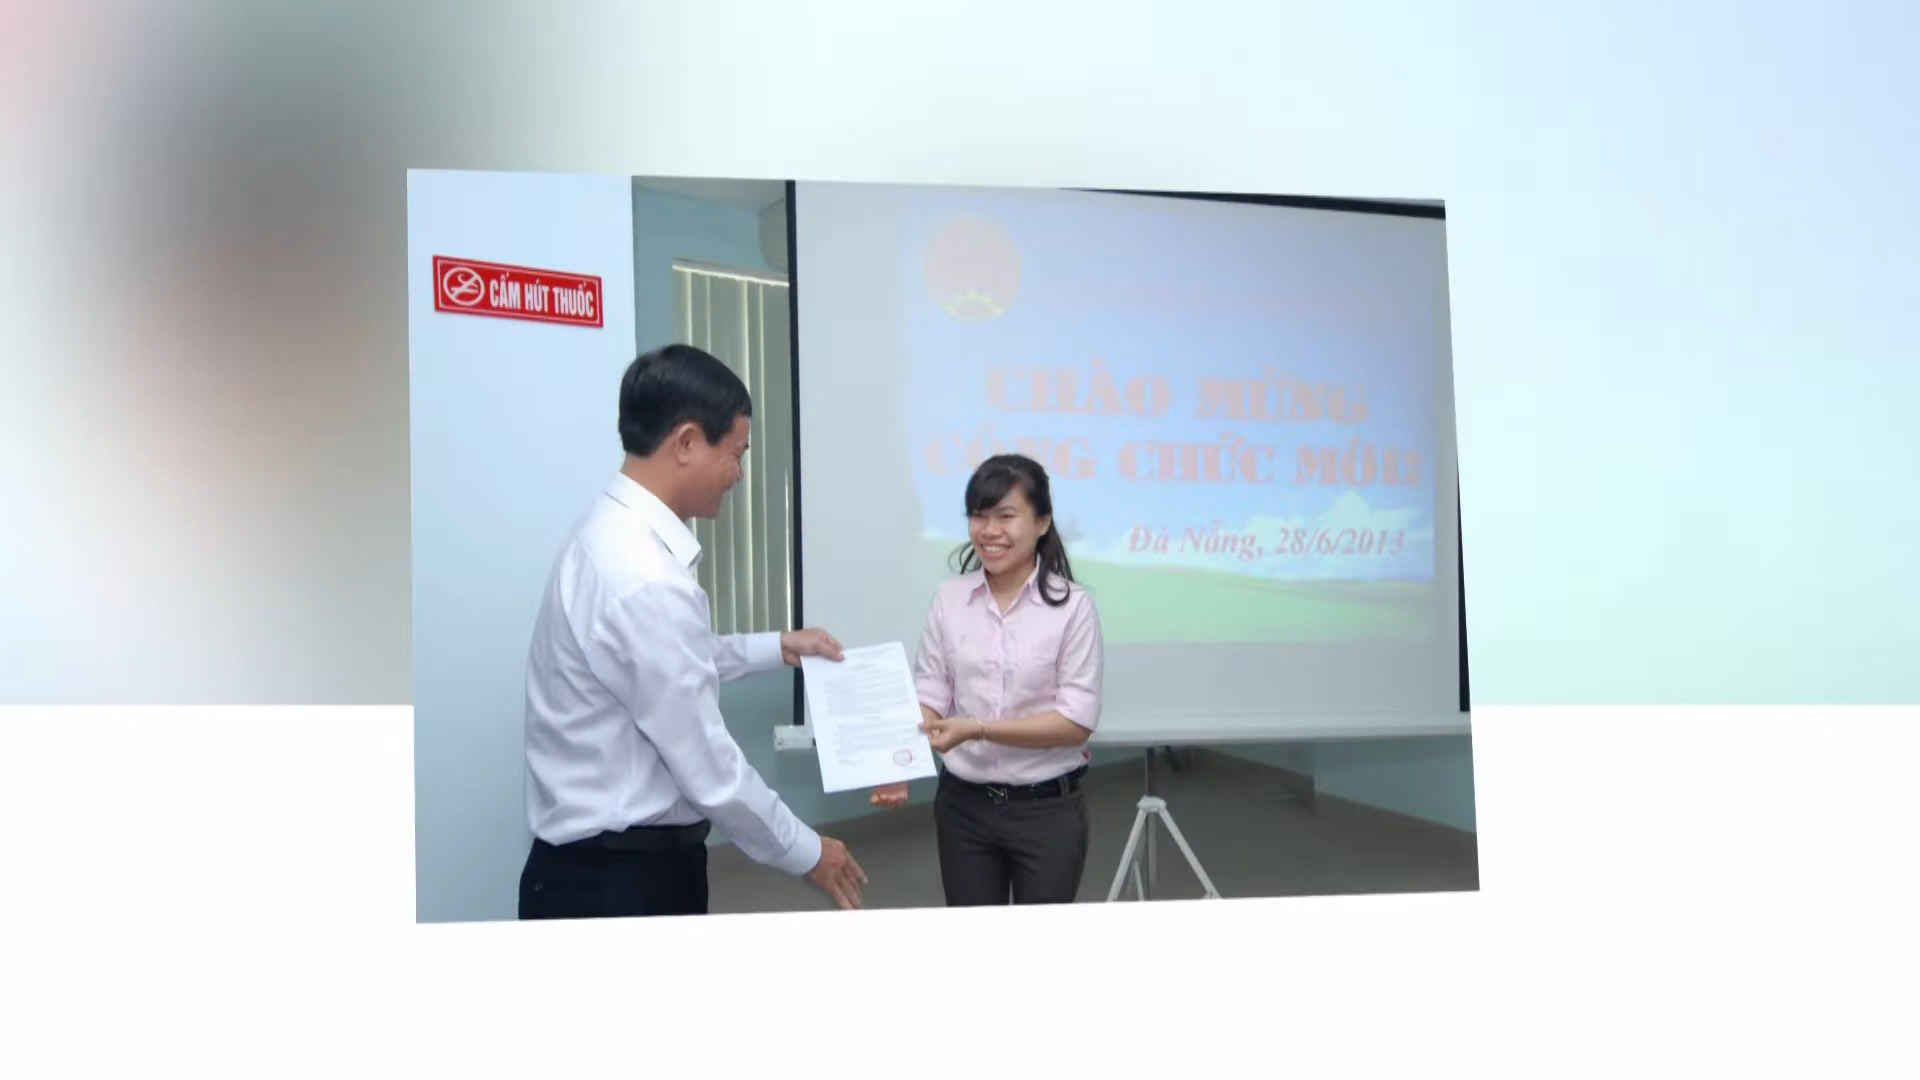 CẤM HÚT THUỐC
CHÀO MỪNG
CÔNG CHỨC MỚI!
Đà Nẵng, 28/6/2013